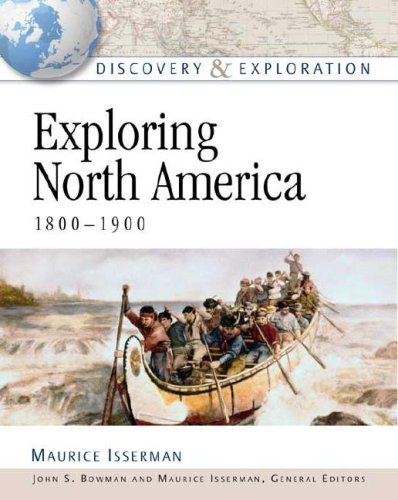 DISCOVERY & EXPLORATION
Exploring
North America
1800–1900
MAURICE ISSERMAN
JOHN S. BOWMAN AND MAURICE ISSERMAN, GENERAL EDITORS